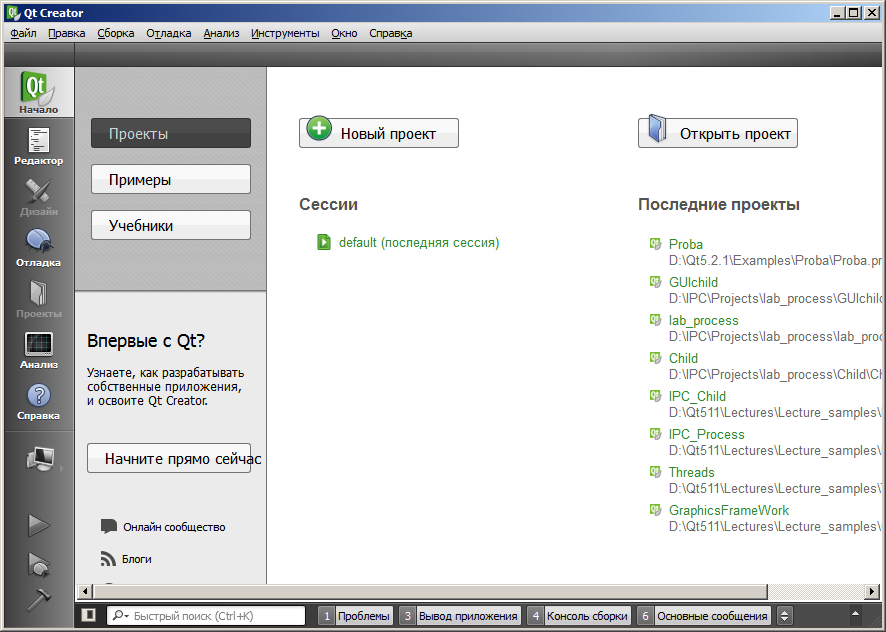 Qt Creator
Файл Правка Сборка Отладка Анализ Инструменты Окно Справка
Qt
Начало
Редактор
Дизайн
Отладка
Проекты
Анализ
Справка
Проекты
Примеры
Учебники
Впервые с Qt?
Узнаете, как разрабатывать
собственные приложения,
и освоите Qt Creator.
Начните прямо сейчас
Онлайн сообщество
Блоги
Новый проект
Сессии
default (последняя сессия)
Открыть проект
Последние проекты
Proba
D:\Qt5.2.1\Examples\Proba\Proba.pr
GUIchild
D:\IPC\Projects\lab_process\GUIchild
lab_process
D:\IPC\Projects\lab_process\lab_proc
Child
D:\IPC\Projects\lab_process\Child\Ch
IPC_Child
D:\Qt511\Lectures\Lecture_samples\
IPC_Process
D:\Qt511\Lectures\Lecture_samples\
Threads
D:\Qt511\Lectures\Lecture_samples\
GraphicsFrameWork
D:\Qt511\Lectures\Lecture_samples\
Быстрый поиск (Ctrl+K)
1 Проблемы 3 Вывод приложения 4 Консоль сборки 6 Основные сообщения